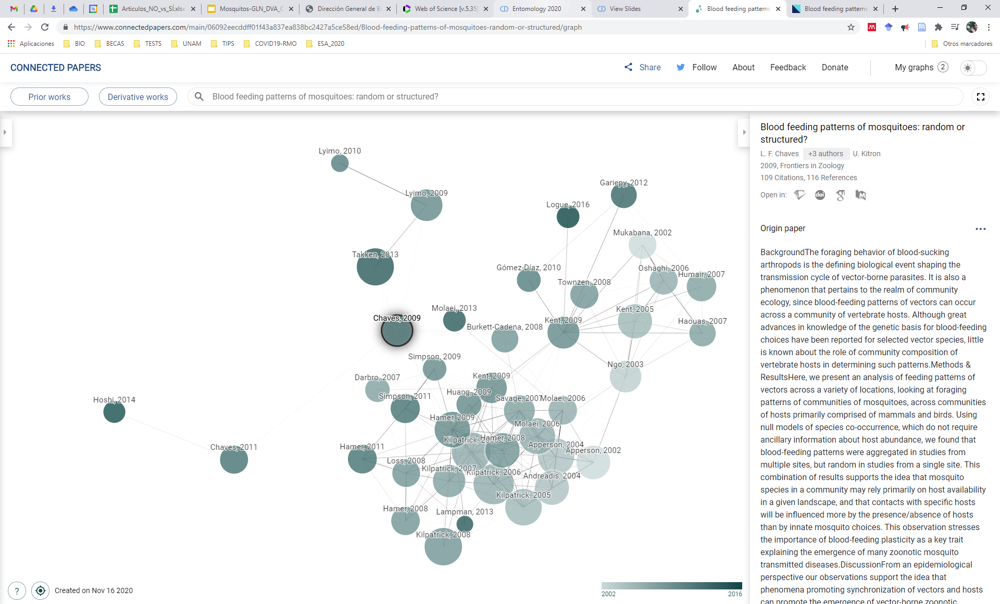 Articulos_NO_vs_SÍ.xlsx
Mosquitos-GLN_DVA_C
Dirección General de B
Web of Science [v.5.35]
Entomology 2020
View Slides
Blood feeding patterns
Blood feeding patterns
https://www.connectedpapers.com/main/06092eecddff01f43a837ea838bc2427a5ce58ed/Blood-feeding-patterns-of-mosquitoes-random-or-structured/graph
Aplicaciones BIO BECAS TESTS UNAM TIPS COVID19-RMO ESA_2020 Otros marcadores
CONNECTED PAPERS
Share Follow About Feedback Donate My graphs 2
Prior works Derivative works Blood feeding patterns of mosquitoes: random or structured?
Lyimo, 2010
Gariepy, 2012
Lyimo, 2009
Logue, 2016
Mukabana, 2002
Takken, 2013
Gómez-Díaz, 2010
Oshaghi, 2006
Humair, 2007
Townzen, 2008
Molaei, 2013
Kent, 2005
Chaves, 2009
Kent, 2009
Haouas, 2007
Burkett-Cadena, 2008
Simpson, 2009
Ngo, 2003
Darbro, 2007
Kent, 2009
Huang, 2009
Simpson, 2011
Savage, 2007
Molaei, 2006
Hoshi, 2014
Hamer, 2009
Molaei, 2006
Kilpatrick,
Hamer, 2008
Apperson, 2004
Hamer, 2011
Chaves, 2011
Apperson, 2002
Loss, 2008
Kilpatrick, 2007
Kilpatrick, 2006
Andreadis, 2004
Kilpatrick, 2005
Hamer, 2008
Lampman, 2013
Kilpatrick, 2008
? Created on Nov 16 2020
2002 2016
Blood feeding patterns of mosquitoes: random or
structured?
L. F. Chaves +3 authors U. Kitron
2009, Frontiers in Zoology
109 Citations, 116 References
Open in: doi
Origin paper
BackgroundThe foraging behavior of blood-sucking
arthropods is the defining biological event shaping the
transmission cycle of vector-borne parasites. It is also a
phenomenon that pertains to the realm of community
ecology, since blood-feeding patterns of vectors can occur
across a community of vertebrate hosts. Although great
advances in knowledge of the genetic basis for blood-feeding
choices have been reported for selected vector species, little
is known about the role of community composition of
vertebrate hosts in determining such patterns.Methods &
ResultsHere, we present an analysis of feeding patterns of
vectors across a variety of locations, looking at foraging
patterns of communities of mosquitoes, across communities
of hosts primarily comprised of mammals and birds. Using
null models of species co-occurrence, which do not require
ancillary information about host abundance, we found that
blood-feeding patterns were aggregated in studies from
multiple sites, but random in studies from a single site. This
combination of results supports the idea that mosquito
species in a community may rely primarily on host availability
in a given landscape, and that contacts with specific hosts
will be influenced more by the presence/absence of hosts
than by innate mosquito choices. This observation stresses
the importance of blood-feeding plasticity as a key trait
explaining the emergence of many zoonotic mosquito
transmitted diseases.DiscussionFrom an epidemiological
perspective our observations support the idea that
phenomena promoting synchronization of vectors and hosts
can promote the emergence of vector-borne zoonotic